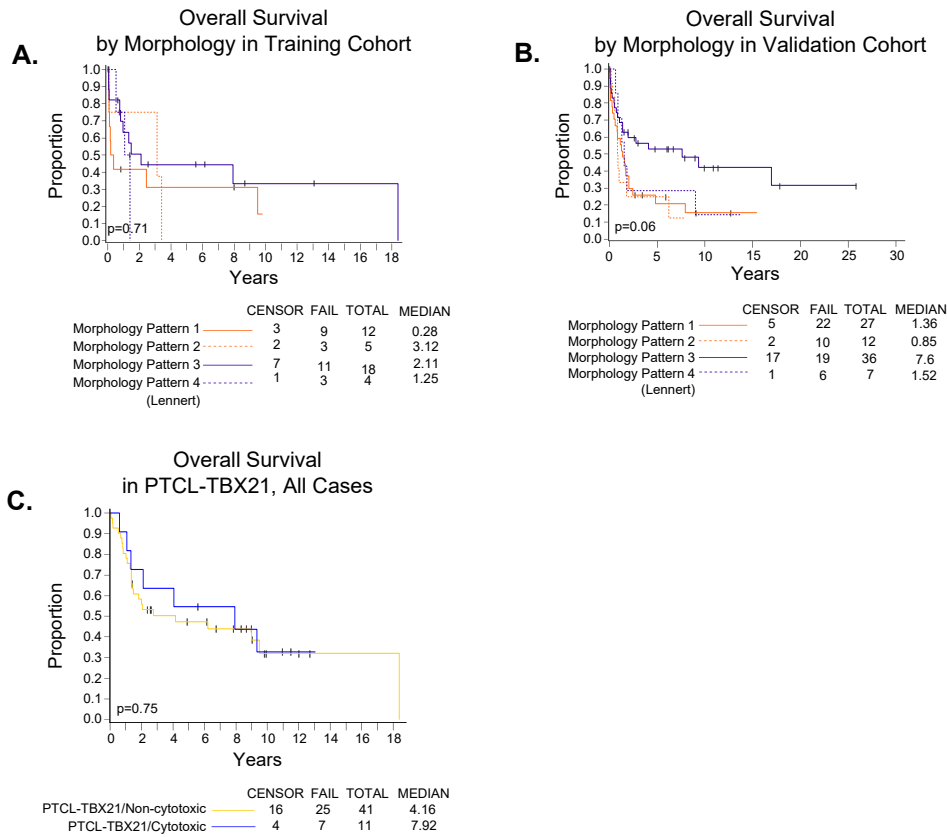 A.
Overall Survival
by Morphology in Training Cohort
Proportion
1.0
0.9
0.8
0.7
0.6
0.5
0.4
0.3
0.2
0.1
0.0
p=0.71
0 2 4 6 8 10 12 14 16 18
Years
CENSOR FAIL TOTAL MEDIAN
Morphology Pattern 1 3 9 12 0.28
Morphology Pattern 2 2 3 5 3.12
Morphology Pattern 3 7 11 18 2.11
Morphology Pattern 4 1 3 4 1.25
(Lennert)
B.
Overall Survival
by Morphology in Validation Cohort
Proportion
1.0
0.9
0.8
0.7
0.6
0.5
0.4
0.3
0.2
0.1
0.0
p=0.06
0 5 10 15 20 25 30
Years
CENSOR FAIL TOTAL MEDIAN
Morphology Pattern 1 5 22 27 1.36
Morphology Pattern 2 2 10 12 0.85
Morphology Pattern 3 17 19 36 7.6
Morphology Pattern 4 1 6 7 1.52
(Lennert)
C.
Overall Survival
in PTCL-TBX21, All Cases
Proportion
1.0
0.9
0.8
0.7
0.6
0.5
0.4
0.3
0.2
0.1
0.0
p=0.75
0 2 4 6 8 10 12 14 16 18
Years
CENSOR FAIL TOTAL MEDIAN
PTCL-TBX21/Non-cytotoxic 16 25 41 4.16
PTCL-TBX21/Cytotoxic 4 7 11 7.92